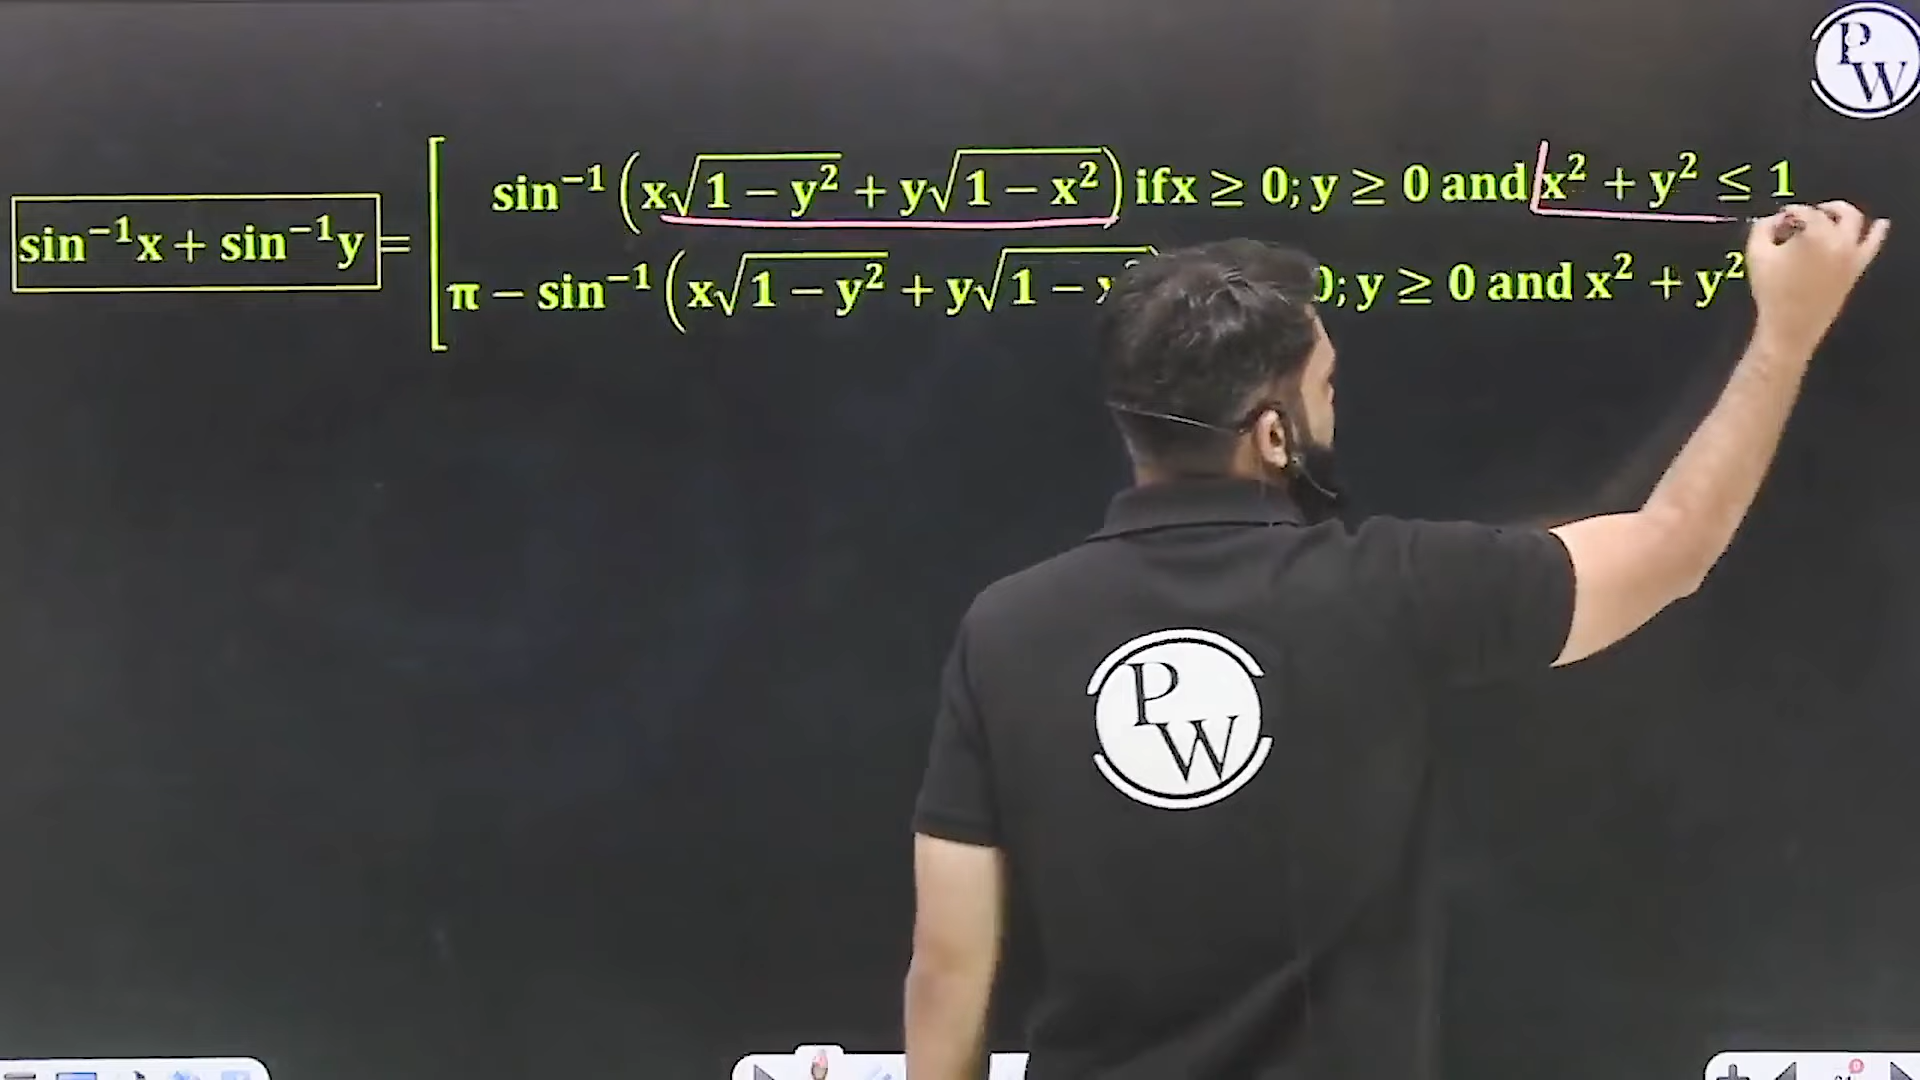 PW
sin⁻¹x + sin⁻¹y =
sin⁻¹ (x√1 − y² + y√1 − x²) if x ≥ 0; y ≥ 0 and x² + y² ≤ 1
π − sin⁻¹ (x√1 − y² + y√1 − 0; y ≥ 0 and x² + y²
PW